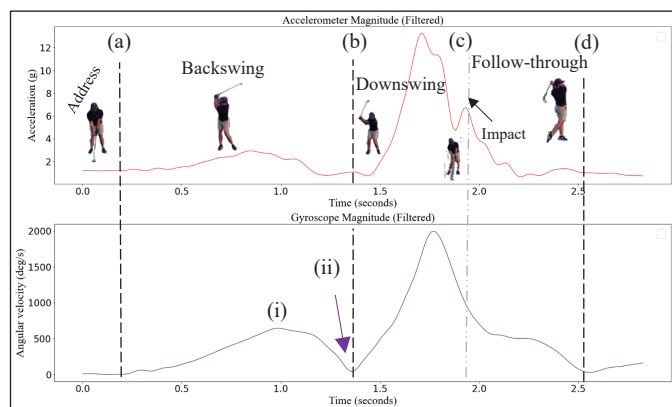 Accelerometer Magnitude (Filtered)
(a)
(b)
(c)
(d)
Address
Backswing
Downswing
Follow-through
Impact
Acceleration (g)
12
10
8
6
4
2
0.0
0.5
1.0
1.5
2.0
2.5
Time (seconds)
Gyroscope Magnitude (Filtered)
(i)
(ii)
Angular velocity (deg/s)
2000
1500
1000
500
0
0.0
0.5
1.0
1.5
2.0
2.5
Time (seconds)